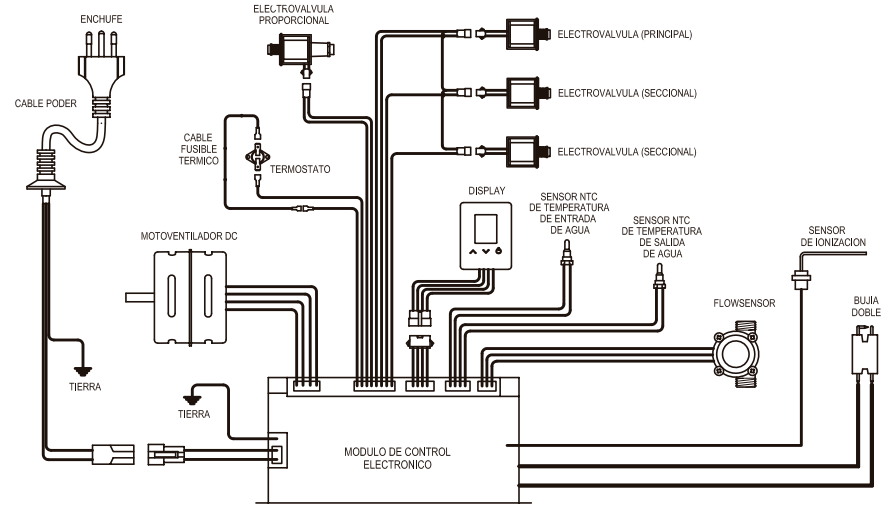 ENCHUFE
CABLE PODER
ELECTROVALVULA
PROPORCIONAL
ELECTROVALVULA (PRINCIPAL)
ELECTROVALVULA (SECCIONAL)
ELECTROVALVULA (SECCIONAL)
CABLE
FUSIBLE
TERMICO
TERMOSTATO
DISPLAY
SENSOR NTC
DE TEMPERATURA
DE ENTRADA
DE AGUA
SENSOR NTC
DE TEMPERATURA
DE SALIDA
DE AGUA
SENSOR
DE IONIZACION
MOTOVENTILADOR DC
FLOWSENSOR
BUJIA
DOBLE
TIERRA
TIERRA
MODULO DE CONTROL
ELECTRONICO